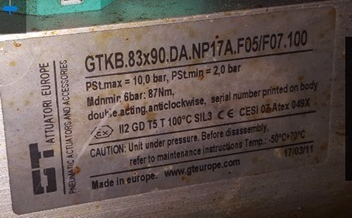 GT
ATTUATORI EUROPE
PNEUMATIC ACTUATORS AND ACCESSORIES
GTKB.83x90.DA.NP17A.F05/F07.100
PSt.max = 10,0 bar, PSt.min = 2,0 bar
Mdnmin 6bar: 87Nm,
double acting,anticlockwise, serial number printed on body
Ex II2 GD T5 T 100°C SIL3 CE CESI 07 Atex 049X
CAUTION: Unit under pressure. Before disassembly,
refer to maintenance instructions Temp.: -50°C+70°C
Made in europe. www.gteurope.com 17/03/11